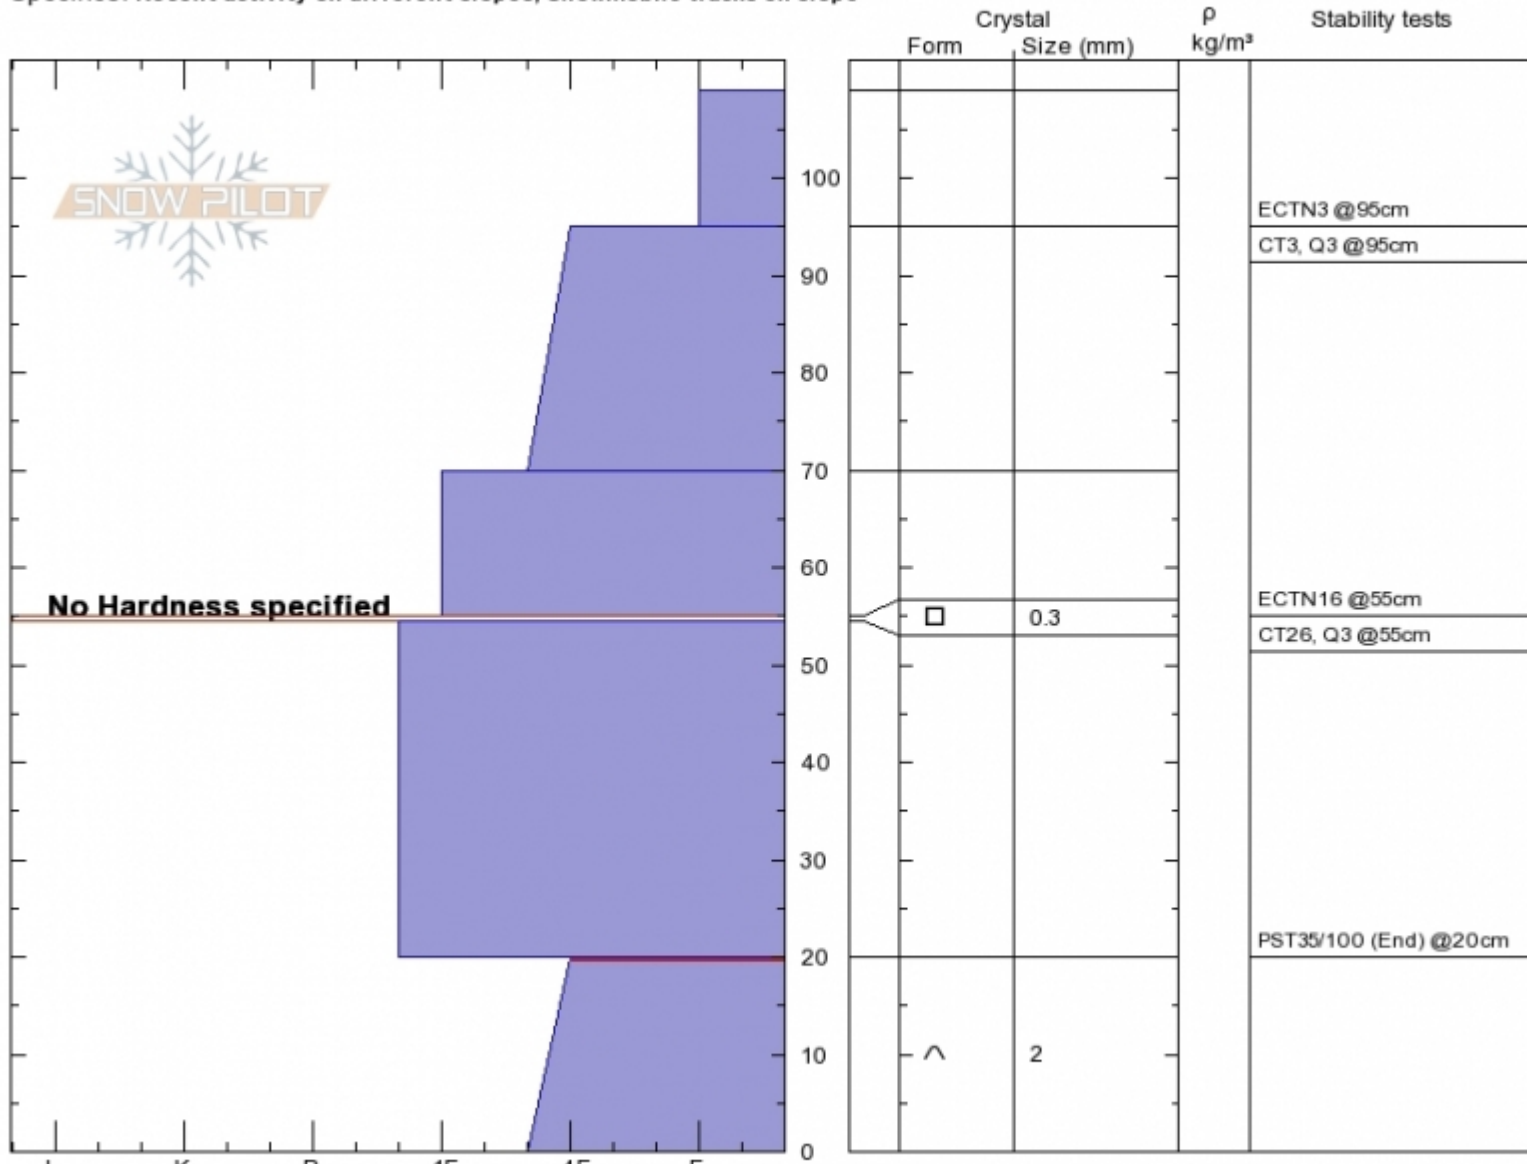 Crystal
ρ
Stability tests
Form
Size (mm)
kg/m³
SNOW PILOT
100
ECTN3 @95cm
CT3, Q3 @95cm
90
80
70
60
No Hardness specified
ECTN16 @55cm
0.3
CT26, Q3 @55cm
50
40
30
PST35/100 (End) @20cm
20
10
2
0